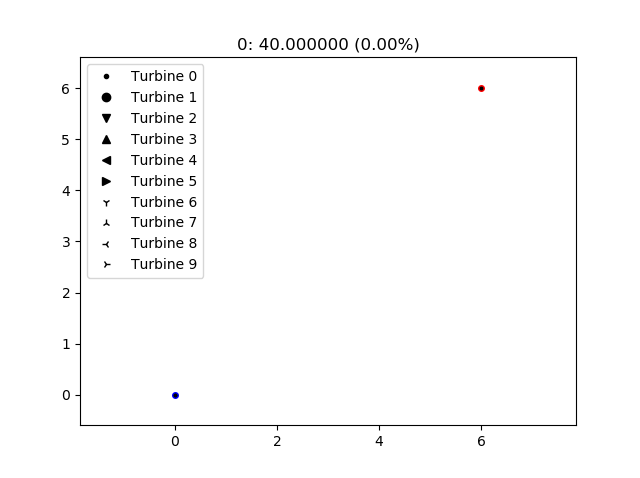 0: 40.000000 (0.00%)
Turbine 0
Turbine 1
Turbine 2
Turbine 3
Turbine 4
Turbine 5
Turbine 6
Turbine 7
Turbine 8
Turbine 9
6
5
4
3
2
1
0
0 2 4 6